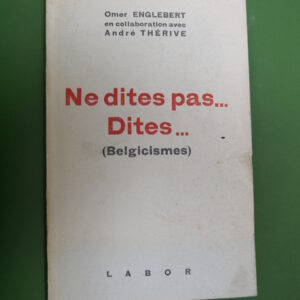 Omer ENGLEBERT
en collaboration avec
André THÉRIVE
Ne dites pas...
Dites...
(Belgicismes)
LABOR